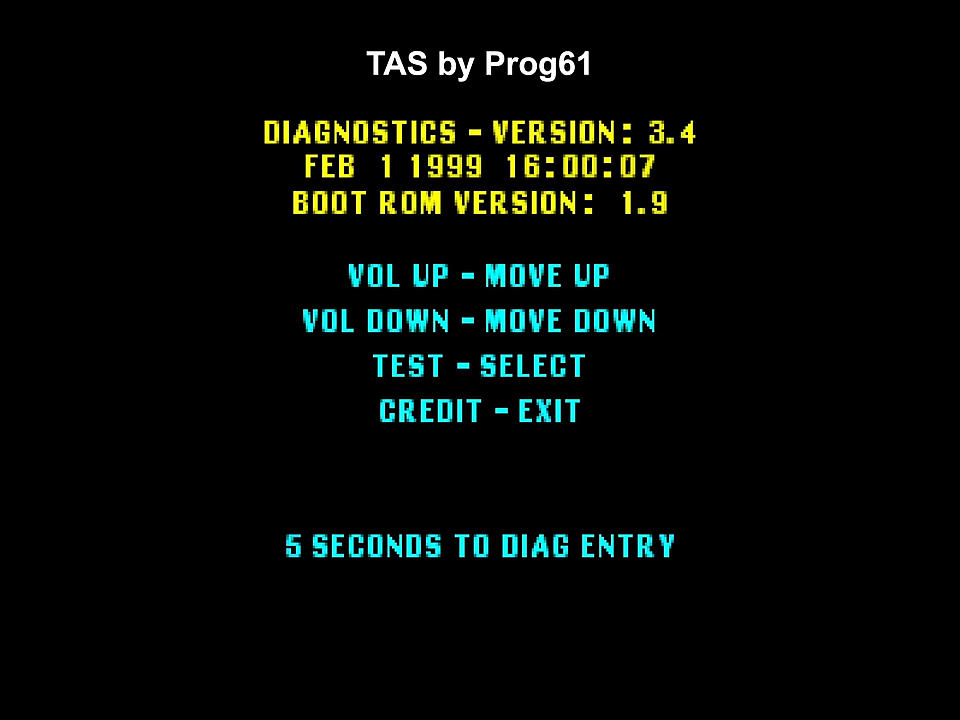 TAS by Prog61
DIAGNOSTICS - VERSION: 3.4
FEB 1 1999 16:00:07
BOOT ROM VERSION: 1.9
VOL UP - MOVE UP
VOL DOWN - MOVE DOWN
TEST - SELECT
CREDIT - EXIT
5 SECONDS TO DIAG ENTRY